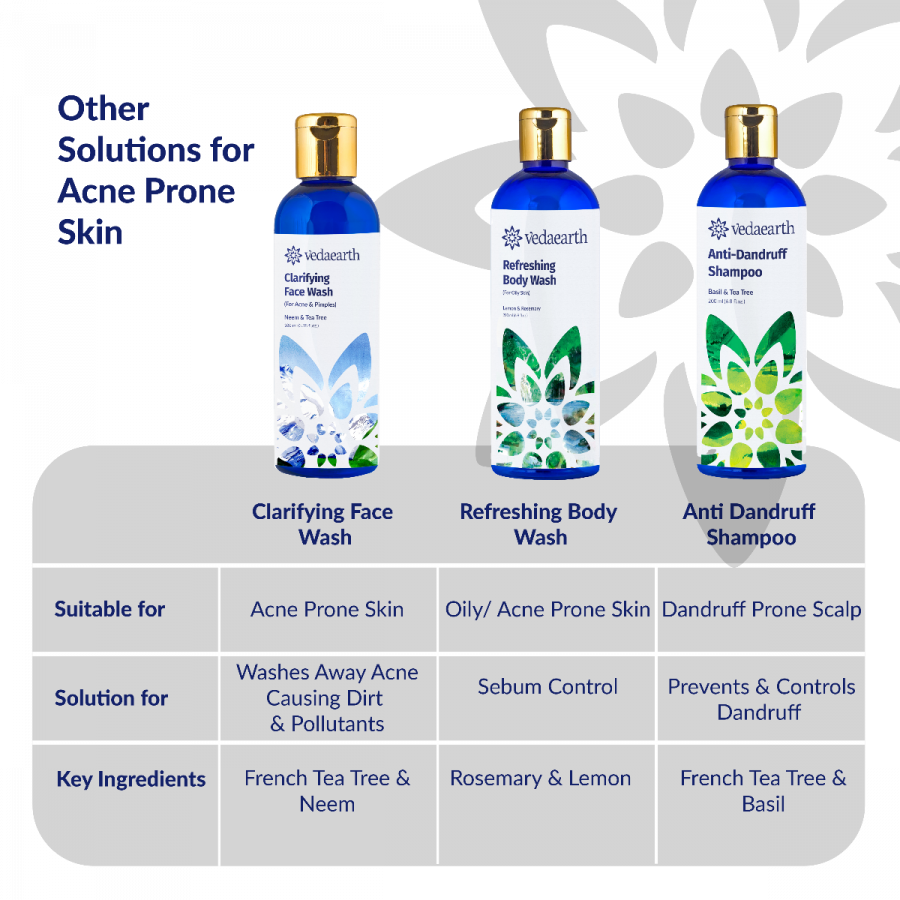 Other
Solutions for
Acne Prone
Skin
vedaearth
Clarifying
Face Wash
(For Acne & Pimples)
Neem & Tea Tree
vedaearth
Refreshing
Body Wash
(For Oily Skin)
Lemon & Rosemary
vedaearth
Anti-Dandruff
Shampoo
Basil & Tea Tree
Clarifying Face
Wash
Refreshing Body
Wash
Anti Dandruff
Shampoo
Suitable for
Acne Prone Skin
Oily/ Acne Prone Skin
Dandruff Prone Scalp
Solution for
Washes Away Acne
Causing Dirt
& Pollutants
Sebum Control
Prevents & Controls
Dandruff
Key Ingredients
French Tea Tree &
Neem
Rosemary & Lemon
French Tea Tree &
Basil